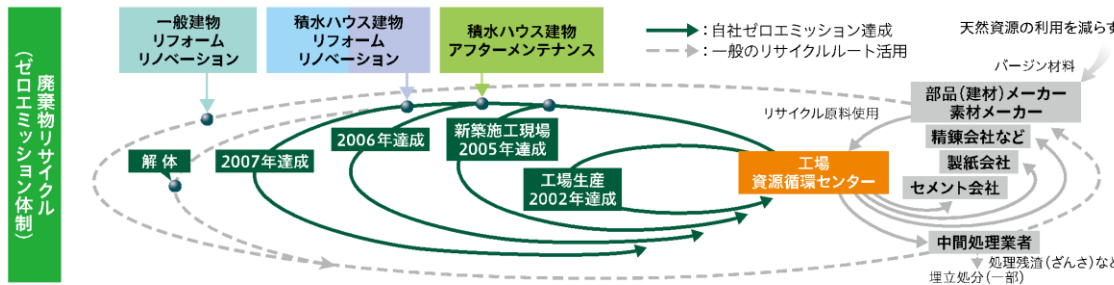 廃棄物リサイクル
（ゼロエミッション体制）
一般建物
リフォーム
リノベーション
積水ハウス建物
リフォーム
リノベーション
積水ハウス建物
アフターメンテナンス
：自社ゼロエミッション達成
：一般のリサイクルルート活用
天然資源の利用を減らす
バージン材料
部品（建材）メーカー
素材メーカー
リサイクル原料使用
精錬会社など
製紙会社
セメント会社
解体
2007年達成
2006年達成
新築施工現場
2005年達成
工場生産
2002年達成
工場
資源循環センター
中間処理業者
処理残渣（ざんさ）など
埋立処分（一部）